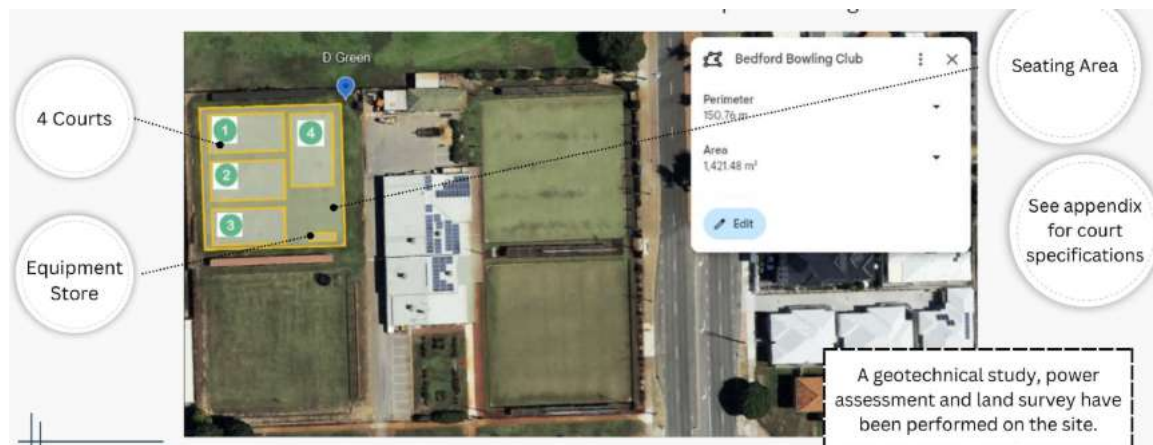 D Green
4 Courts
1
4
2
3
Equipment
Store
Bedford Bowling Club
Perimeter
150.76 m
Area
1,421.48 m²
Edit
Seating Area
See appendix
for court
specifications
A geotechnical study, power
assessment and land survey have
been performed on the site.